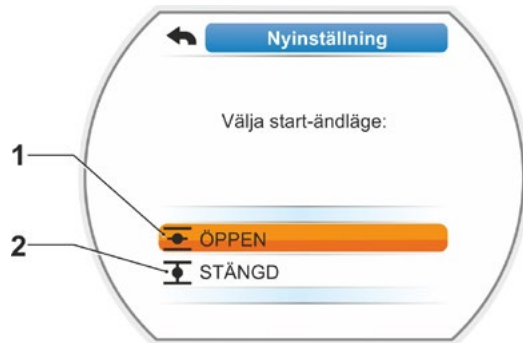 Nyinställning
Välja start-ändläge:
1
ÖPPEN
2
STÄNGD